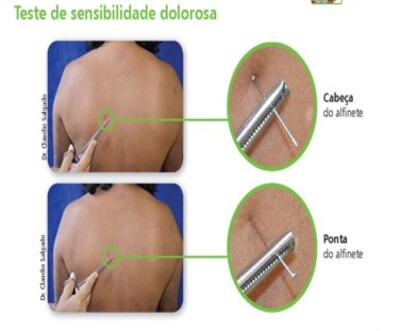 Teste de sensibilidade dolorosa
Dr. Claudio Salgado
Cabeça
do alfinete
Dr. Claudio Salgado
Ponta
do alfinete